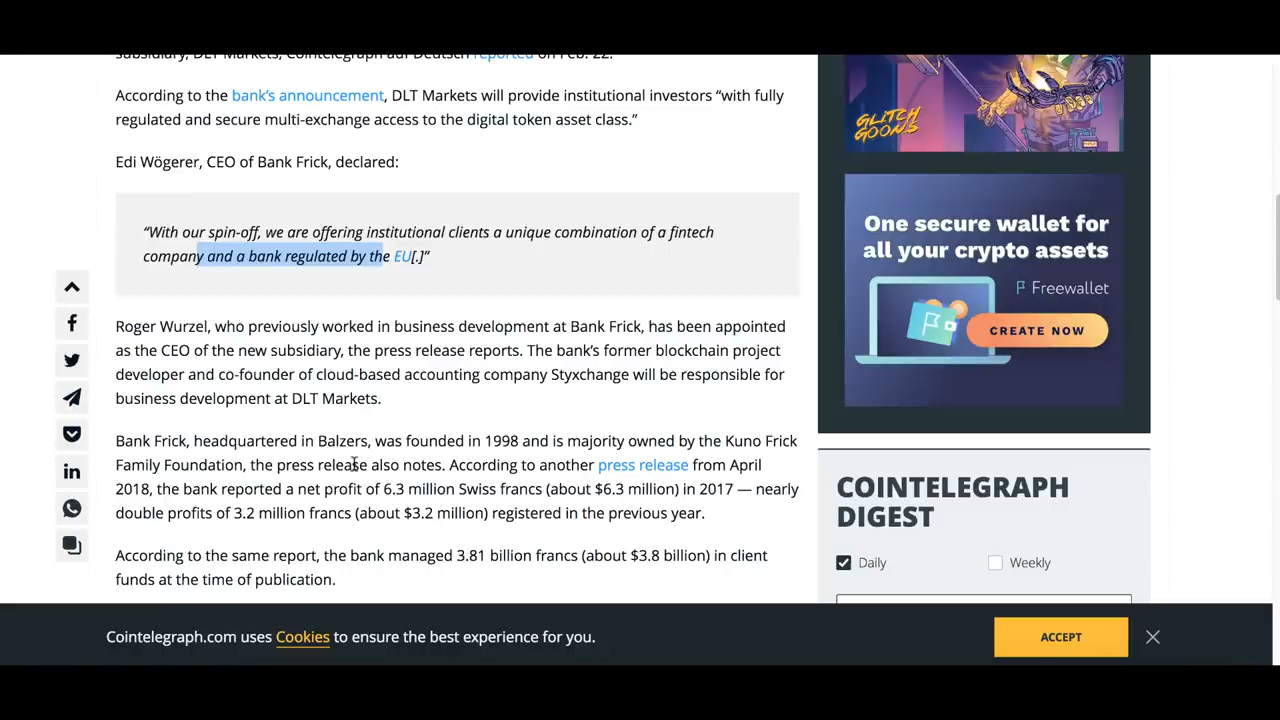 subsidiary, DLT Markets, Cointelegraph auf Deutsch reported on Feb. 22.
According to the bank's announcement, DLT Markets will provide institutional investors “with fully
regulated and secure multi-exchange access to the digital token asset class.”
Edi Wögerer, CEO of Bank Frick, declared:
“With our spin-off, we are offering institutional clients a unique combination of a fintech
company and a bank regulated by the EU[.]”
Roger Wurzel, who previously worked in business development at Bank Frick, has been appointed
as the CEO of the new subsidiary, the press release reports. The bank’s former blockchain project
developer and co-founder of cloud-based accounting company Styxchange will be responsible for
business development at DLT Markets.
Bank Frick, headquartered in Balzers, was founded in 1998 and is majority owned by the Kuno Frick
Family Foundation, the press release also notes. According to another press release from April
2018, the bank reported a net profit of 6.3 million Swiss francs (about $6.3 million) in 2017 — nearly
double profits of 3.2 million francs (about $3.2 million) registered in the previous year.
According to the same report, the bank managed 3.81 billion francs (about $3.8 billion) in client
funds at the time of publication.
GLITCH
GOONS
One secure wallet for
all your crypto assets
Freewallet
CREATE NOW
COINTELEGRAPH
DIGEST
Daily
Weekly
Cointelegraph.com uses Cookies to ensure the best experience for you.
ACCEPT